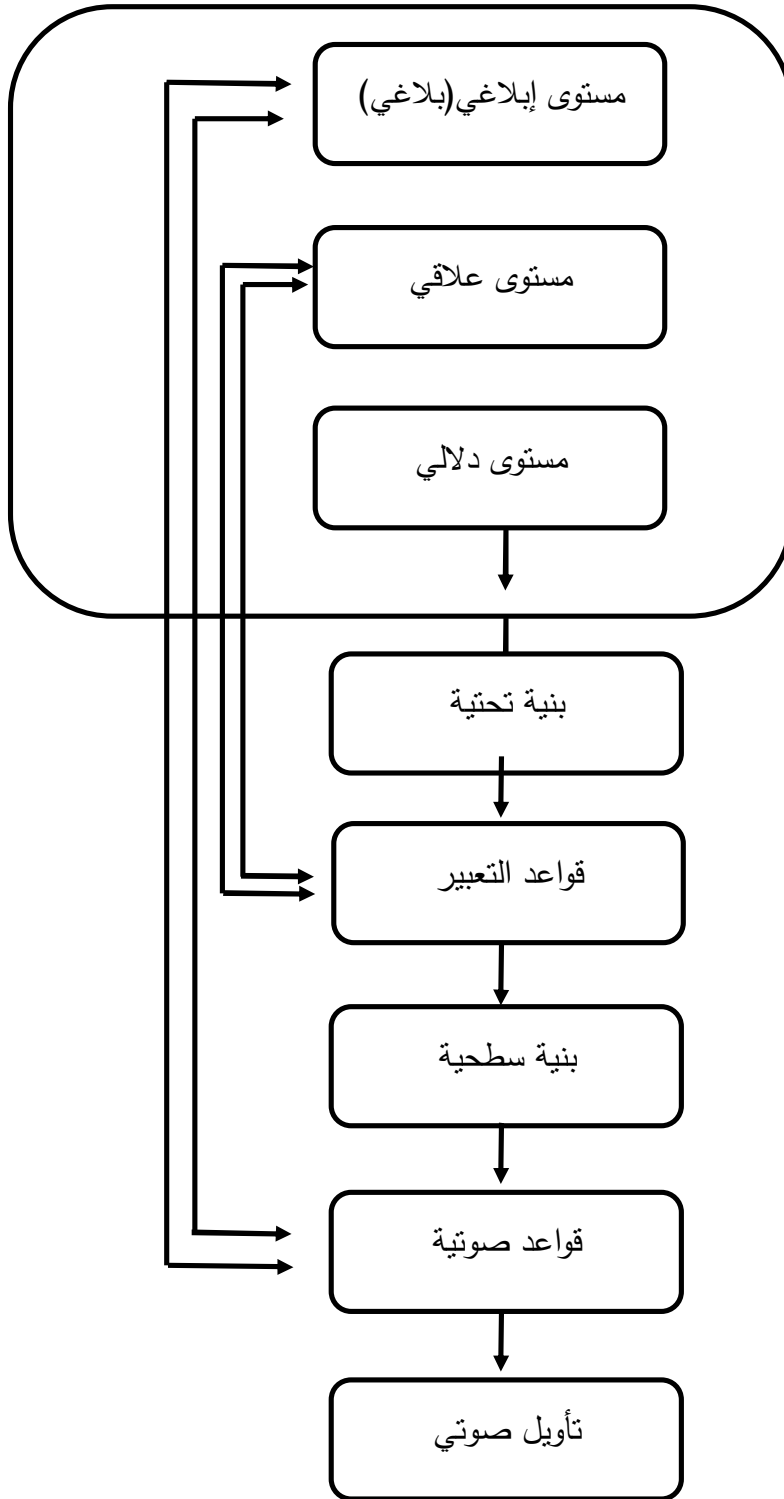 مستوى إبلاغي(بلاغي)
مستوى علاقي
مستوى دلالي
بنية تحتية
قواعد التعبير
بنية سطحية
قواعد صوتية
تأويل صوتي